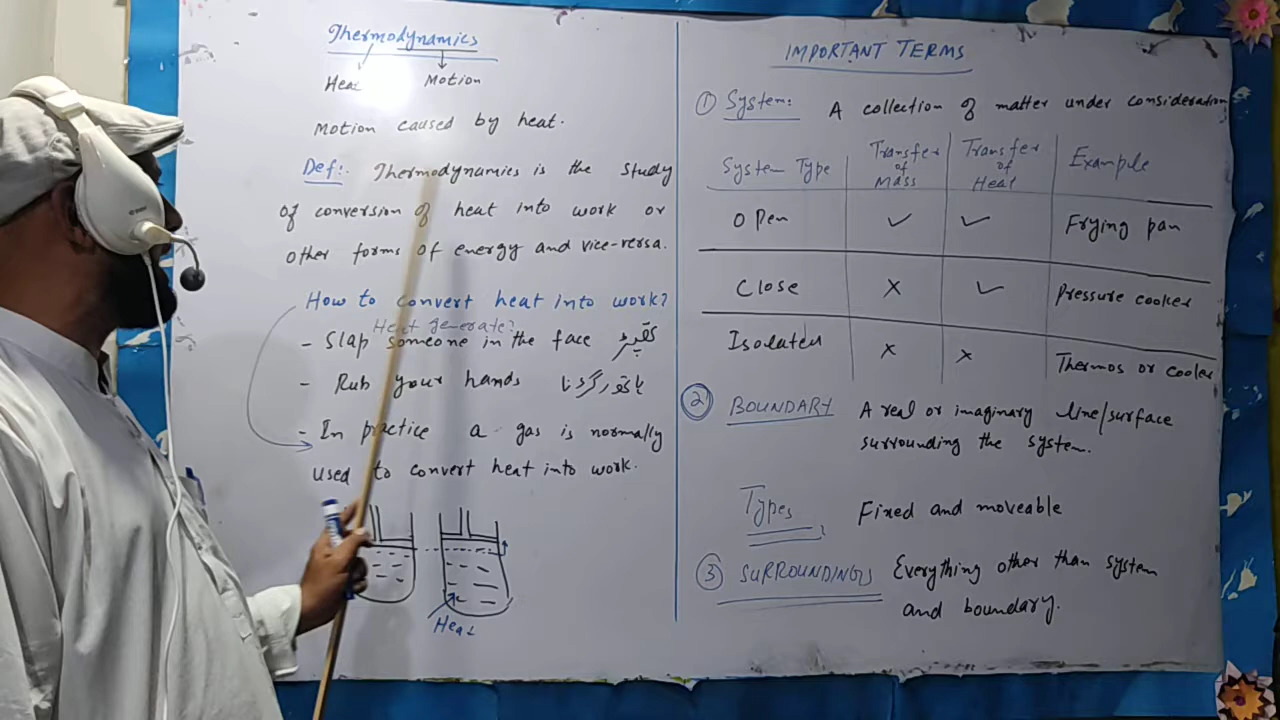 Thermodynamics
Heat Motion
Motion caused by heat.
Def:. Thermodynamics is the study
of conversion of heat into work or
other forms of energy and vice-versa.
How to convert heat into work?
Heat generate?
- Slap someone in the face تھپڑ
- Rub your hands
- In practice a gas is normally
used to convert heat into work.
Heat
IMPORTANT TERMS
① System: A collection of matter under consideration
System Type Transfer of Mass Transfer of Heat Example
Open ✓ ✓ Frying pan
Close ✗ ✓ Pressure cooker
Isolated ✗ ✗ Thermos or cooler
② BOUNDARY A real or imaginary line/surface
surrounding the system.
Types Fixed and moveable
③ SURROUNDINGS Everything other than system
and boundary.